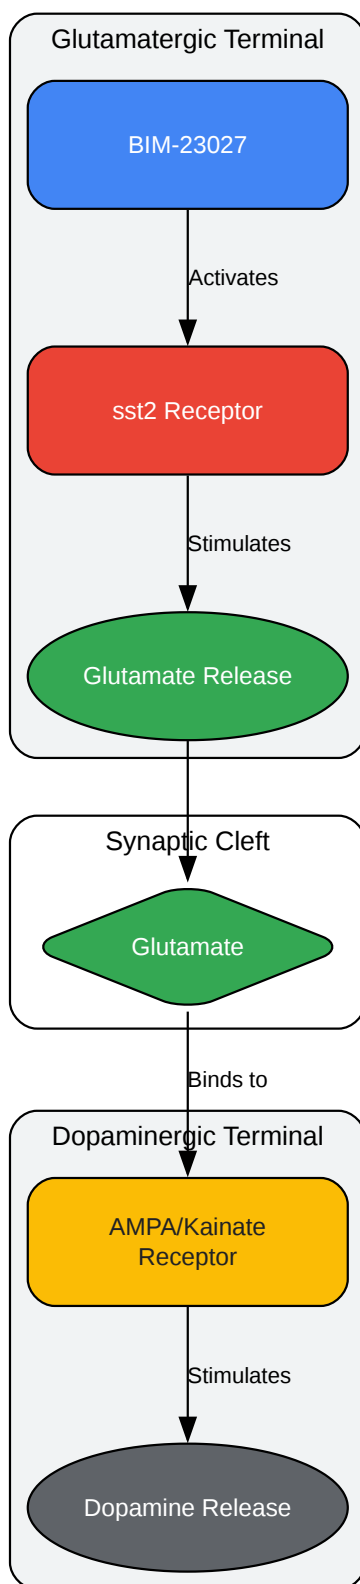 Glutamatergic Terminal
BIM-23027
Activates
sst2 Receptor
Stimulates
Glutamate Release
Synaptic Cleft
Glutamate
Binds to
Dopaminergic Terminal
AMPA/Kainate
Receptor
Stimulates
Dopamine Release